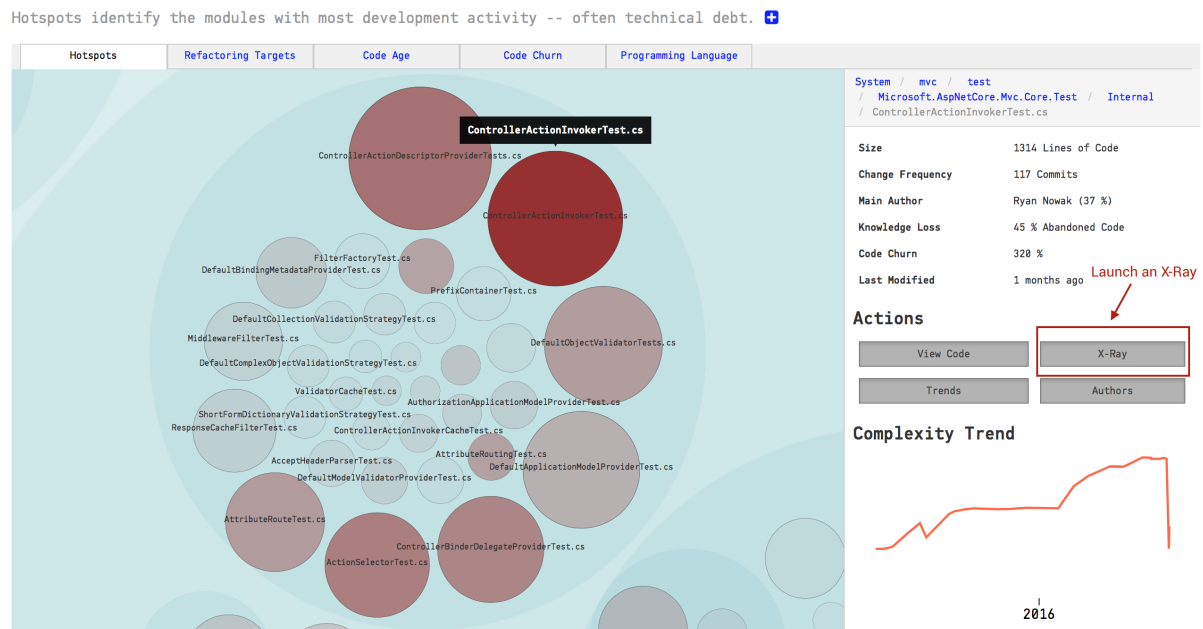 Hotspots identify the modules with most development activity -- often technical debt.
Hotspots
Refactoring Targets
Code Age
Code Churn
Programming Language
ControllerActionInvokerTest.cs
ControllerActionDescriptorProviderTests.cs
ControllerActionInvokerTest.cs
FilterFactoryTest.cs
DefaultBindingMetadataProviderTest.cs
PrefixContainerTest.cs
DefaultCollectionValidationStrategyTest.cs
MiddlewareFilterTest.cs
DefaultObjectValidatorTests.cs
DefaultComplexObjectValidationStrategyTest.cs
ValidatorCacheTest.cs
AuthorizationApplicationModelProviderTest.cs
ShortFormDictionaryValidationStrategyTest.cs
ResponseCacheFilterTest.cs
ControllerActionInvokerCacheTest.cs
AttributeRoutingTest.cs
AcceptHeaderParserTest.cs
DefaultApplicationModelProviderTest.cs
DefaultModelValidatorProviderTest.cs
AttributeRouteTest.cs
ControllerBinderDelegateProviderTest.cs
ActionSelectorTest.cs
System / mvc / test
/ Microsoft.AspNetCore.Mvc.Core.Test / Internal
/ ControllerActionInvokerTest.cs
Size 1314 Lines of Code
Change Frequency 117 Commits
Main Author Ryan Nowak (37 %)
Knowledge Loss 45 % Abandoned Code
Code Churn 320 %
Last Modified 1 months ago
Launch an X-Ray
Actions
View Code
X-Ray
Trends
Authors
Complexity Trend
2016